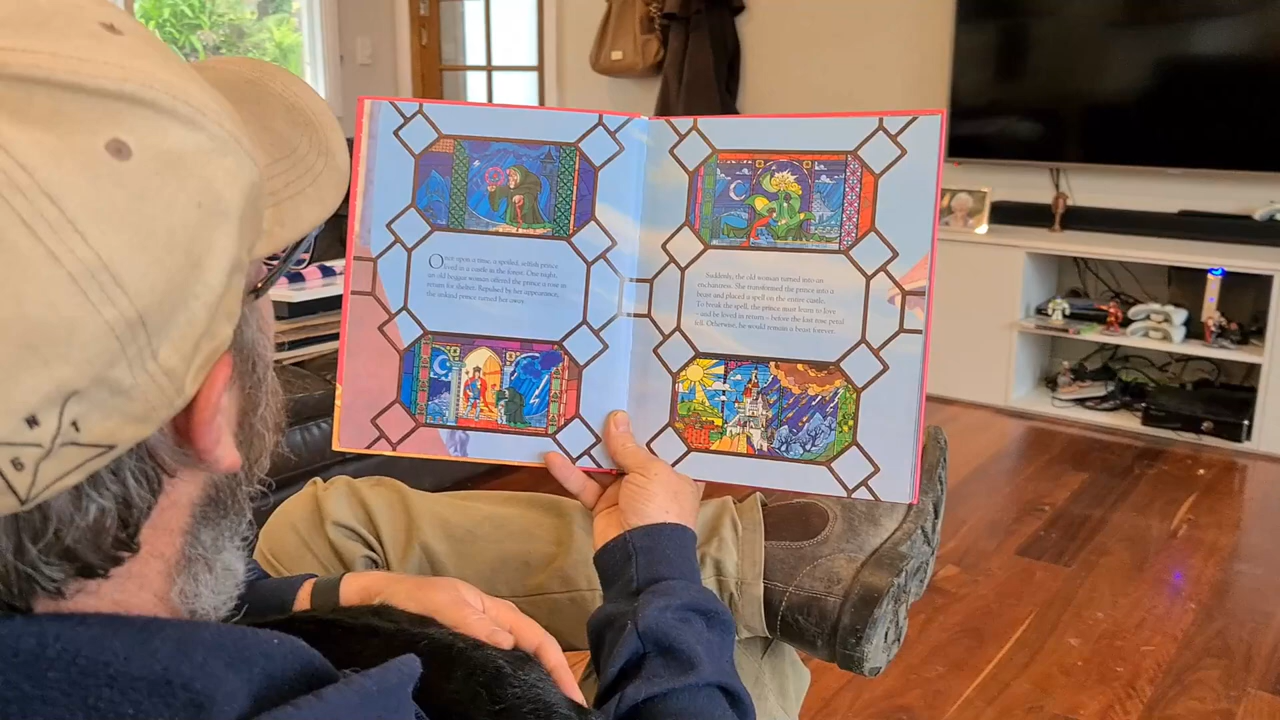 Once upon a time, a spoiled, selfish prince
lived in a castle in the forest. One night,
an old beggar woman offered the prince a rose in
return for shelter. Repulsed by her appearance,
the unkind prince turned her away.
Suddenly, the old woman turned into an
enchantress. She transformed the prince into a
beast and placed a spell on the entire castle.
To break the spell, the prince must learn to love
– and be loved in return – before the last rose petal
fell. Otherwise, he would remain a beast forever.
N T
6